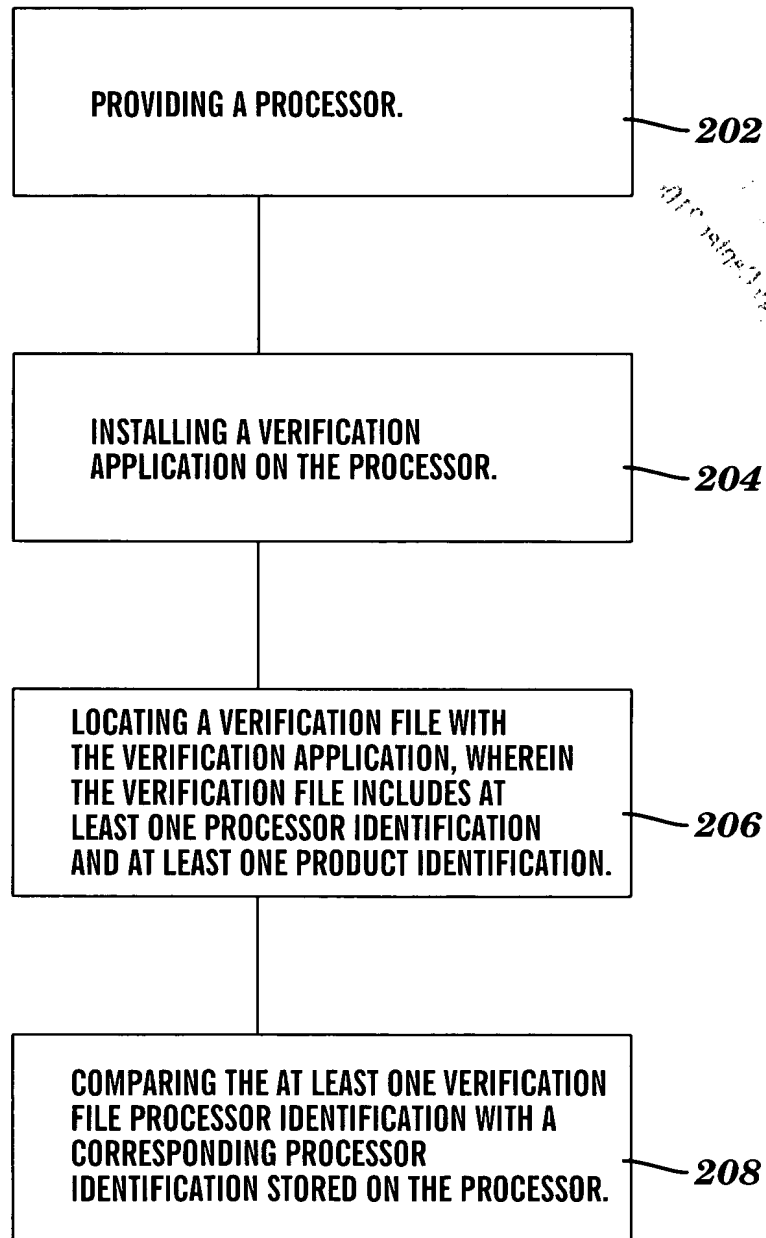 PROVIDING A PROCESSOR.
202
INSTALLING A VERIFICATION
APPLICATION ON THE PROCESSOR.
204
LOCATING A VERIFICATION FILE WITH
THE VERIFICATION APPLICATION, WHEREIN
THE VERIFICATION FILE INCLUDES AT
LEAST ONE PROCESSOR IDENTIFICATION
AND AT LEAST ONE PRODUCT IDENTIFICATION.
206
COMPARING THE AT LEAST ONE VERIFICATION
FILE PROCESSOR IDENTIFICATION WITH A
CORRESPONDING PROCESSOR
IDENTIFICATION STORED ON THE PROCESSOR.
208